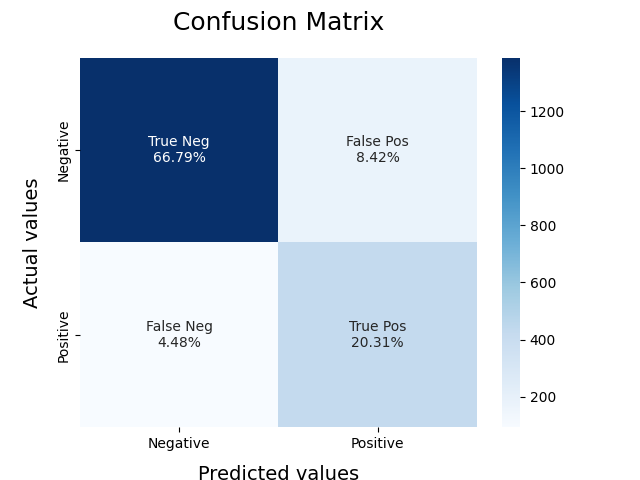 Confusion Matrix
Actual values
Negative
Positive
True Neg
66.79%
False Pos
8.42%
False Neg
4.48%
True Pos
20.31%
Negative
Positive
Predicted values
1200
1000
800
600
400
200